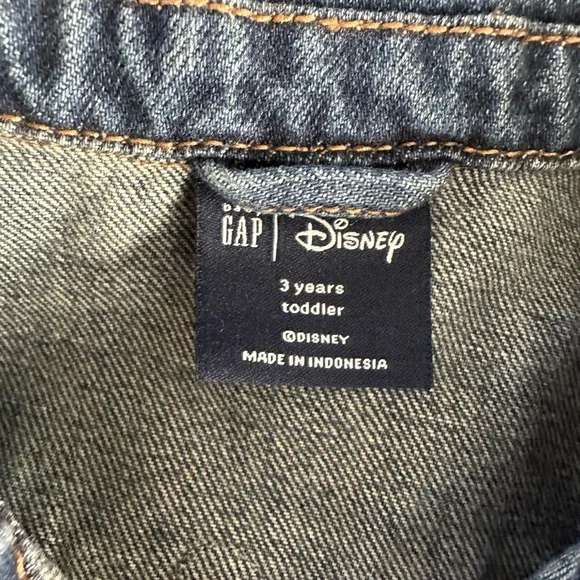 GAP | Disney
3 years
toddler
©DISNEY
MADE IN INDONESIA